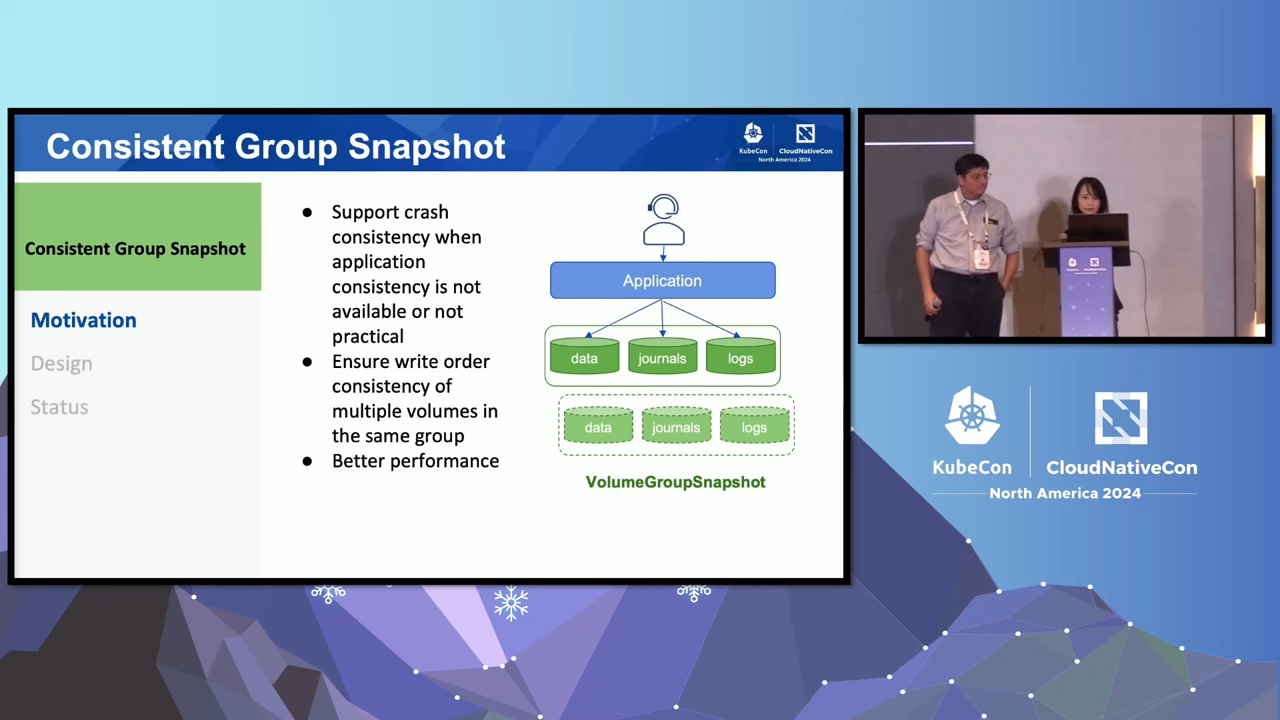 Consistent Group Snapshot
KubeCon
CloudNativeCon
North America 2024
Consistent Group Snapshot
Motivation
Design
Status
● Support crash
consistency when
application
consistency is not
available or not
practical
● Ensure write order
consistency of
multiple volumes in
the same group
● Better performance
Application
data
journals
logs
data
journals
logs
VolumeGroupSnapshot
KubeCon
CloudNativeCon
North America 2024